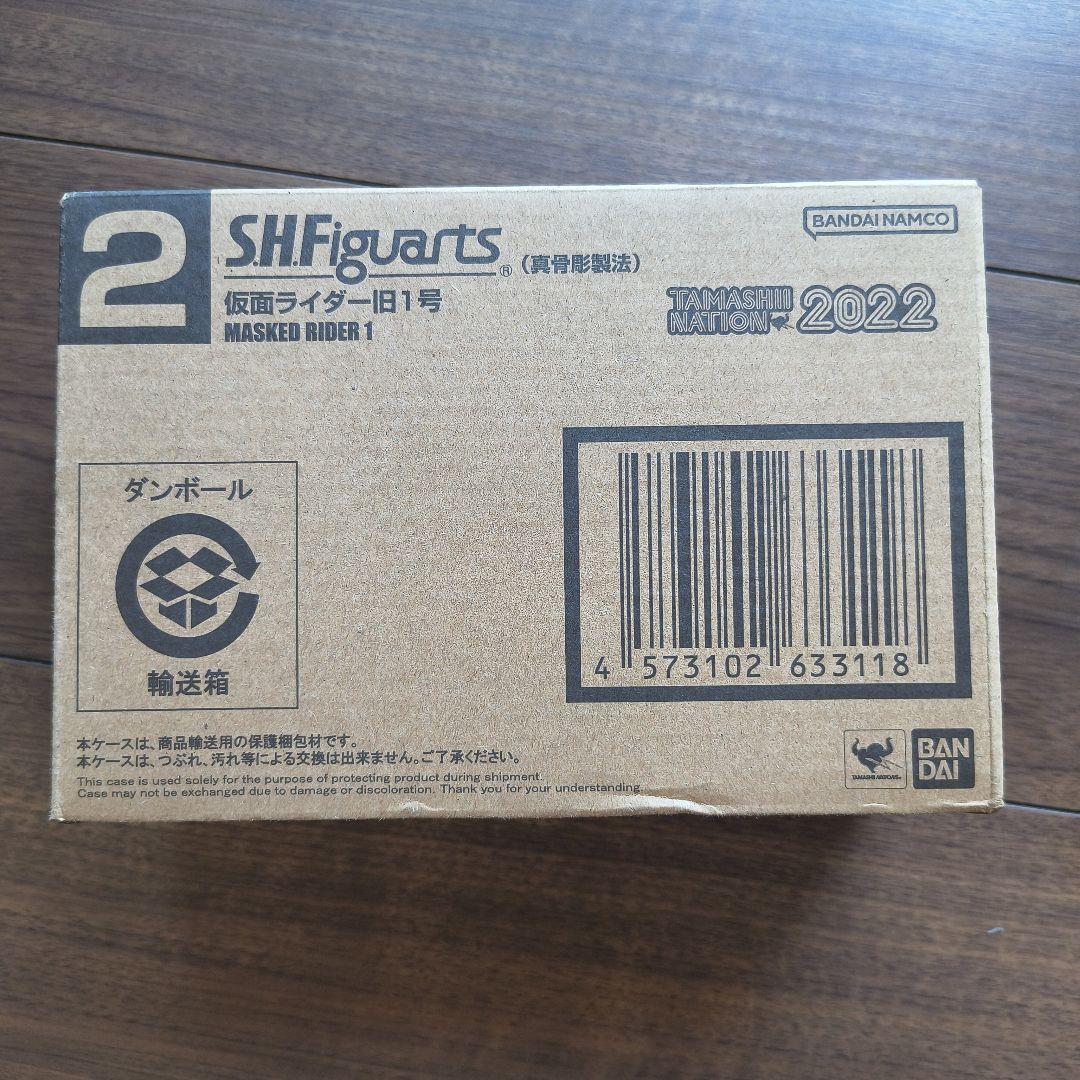 2
S.H.Figuarts® (真骨彫製法)
仮面ライダー旧1号
MASKED RIDER 1
BANDAI NAMCO
TAMASHII NATION 2022
ダンボール
輸送箱
4 573102 633118
本ケースは、商品輸送用の保護梱包材です。
本ケースは、つぶれ、汚れ等による交換は出来ません。ご了承ください。
This case is used solely for the purpose of protecting product during shipment.
Case may not be exchanged due to damage or discoloration. Thank you for your understanding.
TAMASHII NATIONS
BAN
DAI